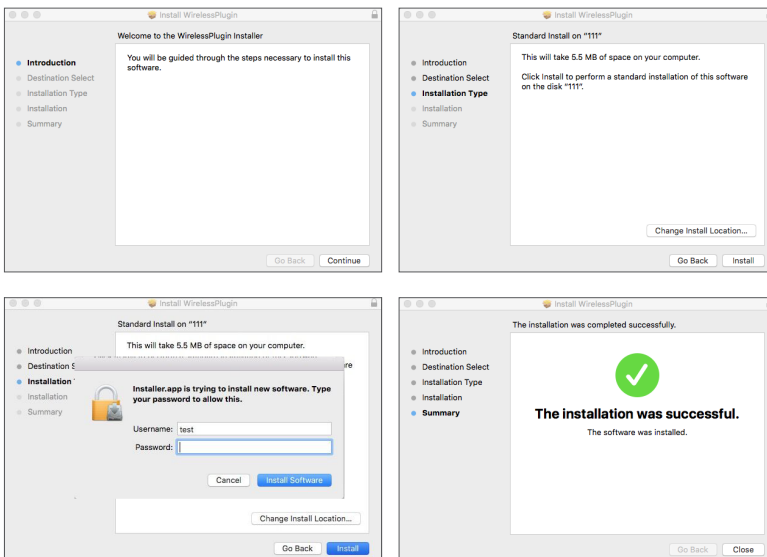 Install WirelessPlugin
Welcome to the WirelessPlugin Installer
Introduction
Destination Select
Installation Type
Installation
Summary
You will be guided through the steps necessary to install this
software.
Go Back
Continue
Install WirelessPlugin
Standard Install on "111"
Introduction
Destination Select
Installation Type
Installation
Summary
This will take 5.5 MB of space on your computer.
Click Install to perform a standard installation of this software
on the disk "111".
Change Install Location...
Go Back
Install
Install WirelessPlugin
Standard Install on "111"
Introduction
Destination S
Installation
Installation
Summary
This will take 5.5 MB of space on your computer.
Installer.app is trying to install new software. Type
your password to allow this.
Username: test
Password:
Cancel
Install Software
Change Install Location...
Go Back
Install
Install WirelessPlugin
The installation was completed successfully.
Introduction
Destination Select
Installation Type
Installation
Summary
The installation was successful.
The software was installed.
Go Back
Close